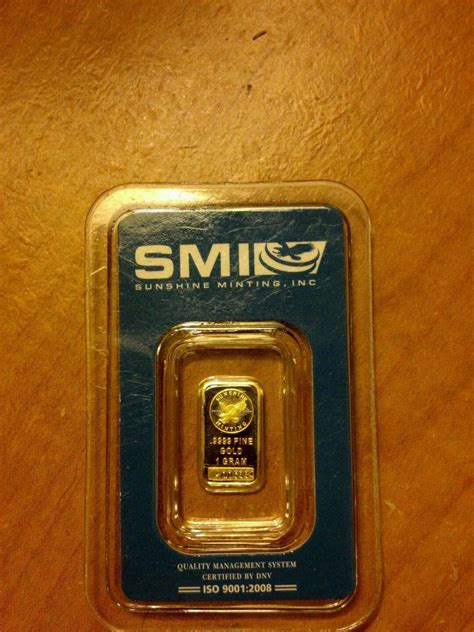 SMI
SUNSHINE MINTING, INC
SUNSHINE
MINTING
.9999 FINE
GOLD
1 GRAM
QUALITY MANAGEMENT SYSTEM
CERTIFIED BY DNV
ISO 9001:2008